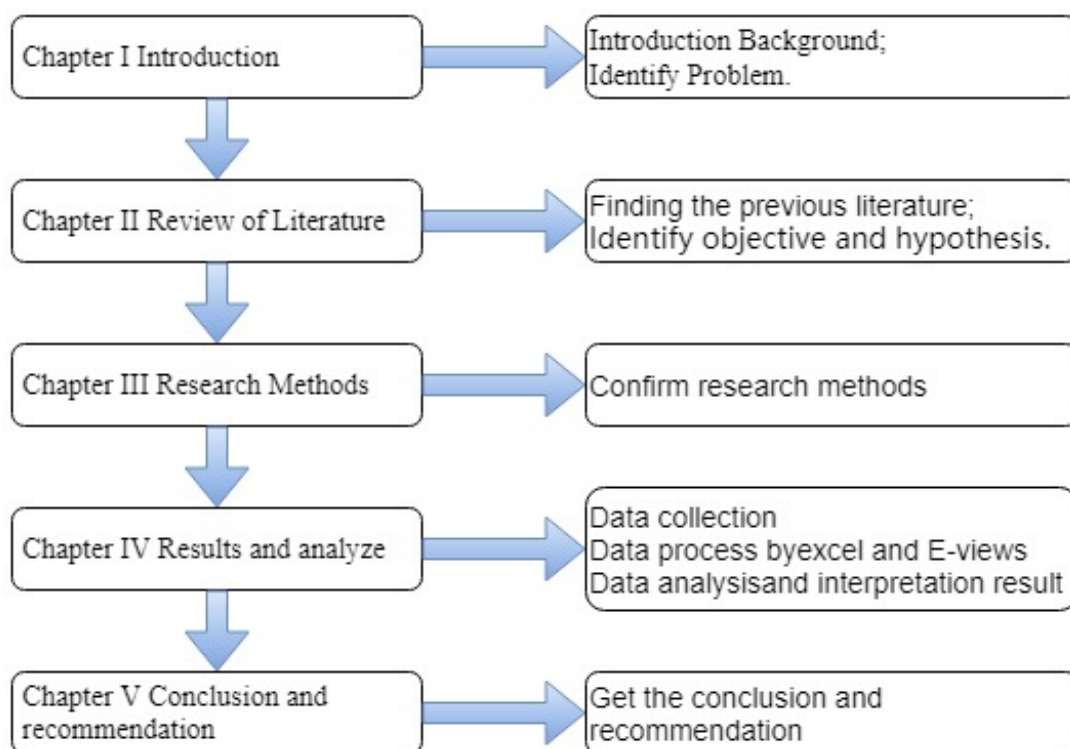 Chapter I Introduction
Introduction Background;
Identify Problem.
Chapter II Review of Literature
Finding the previous literature;
Identify objective and hypothesis.
Chapter III Research Methods
Confirm research methods
Chapter IV Results and analyze
Data collection
Data process byexcel and E-views
Data analysisand interpretation result
Chapter V Conclusion and
recommendation
Get the conclusion and
recommendation